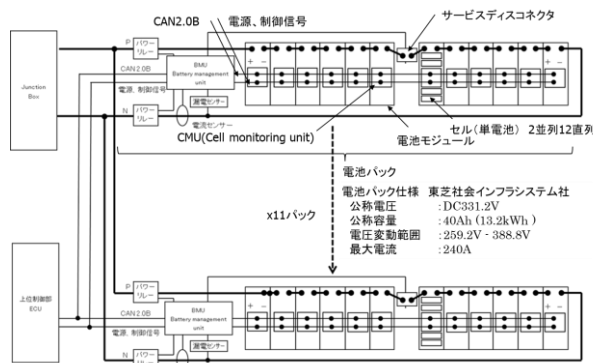 CAN2.0B
電源、制御信号
サービスディスコネクタ
P
パワー
リレー
+ -
+ -
BMU
Battery management
unit
CAN2.0B
Junction
Box
電源、制御信号
漏電センサー
N
パワー
リレー
電流センサー
CMU(Cell monitoring unit)
セル(単電池) 2並列12直列
電池モジュール
電池パック
電池パック仕様 東芝社会インフラシステム社
公称電圧 :DC331.2V
公称容量 :40Ah (13.2kWh )
電圧変動範囲 :259.2V - 388.8V
最大電流 :240A
x11パック
上位制御部
ECU
P
パワー
リレー
+ -
+ -
BMU
Battery management
unit
CAN2.0B
電源、制御信号
漏電センサー
N
パワー
リレー